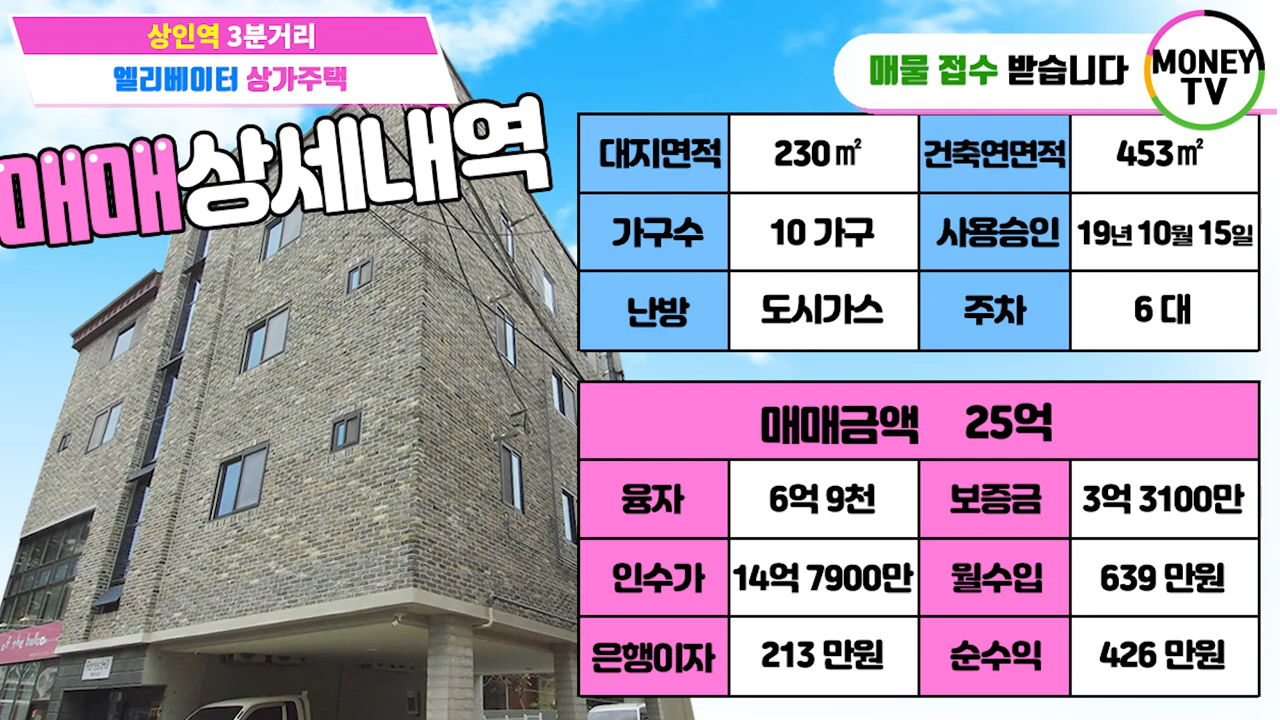 상인역 3분거리
엘리베이터 상가주택
매물 접수 받습니다
MONEY
TV
매매상세내역
대지면적 230㎡ 건축연면적 453㎡
가구수 10 가구 사용승인 19년 10월 15일
난방 도시가스 주차 6 대
매매금액 25억
융자 6억 9천 보증금 3억 3100만
인수가 14억 7900만 월수입 639 만원
은행이자 213 만원 순수익 426 만원
of the